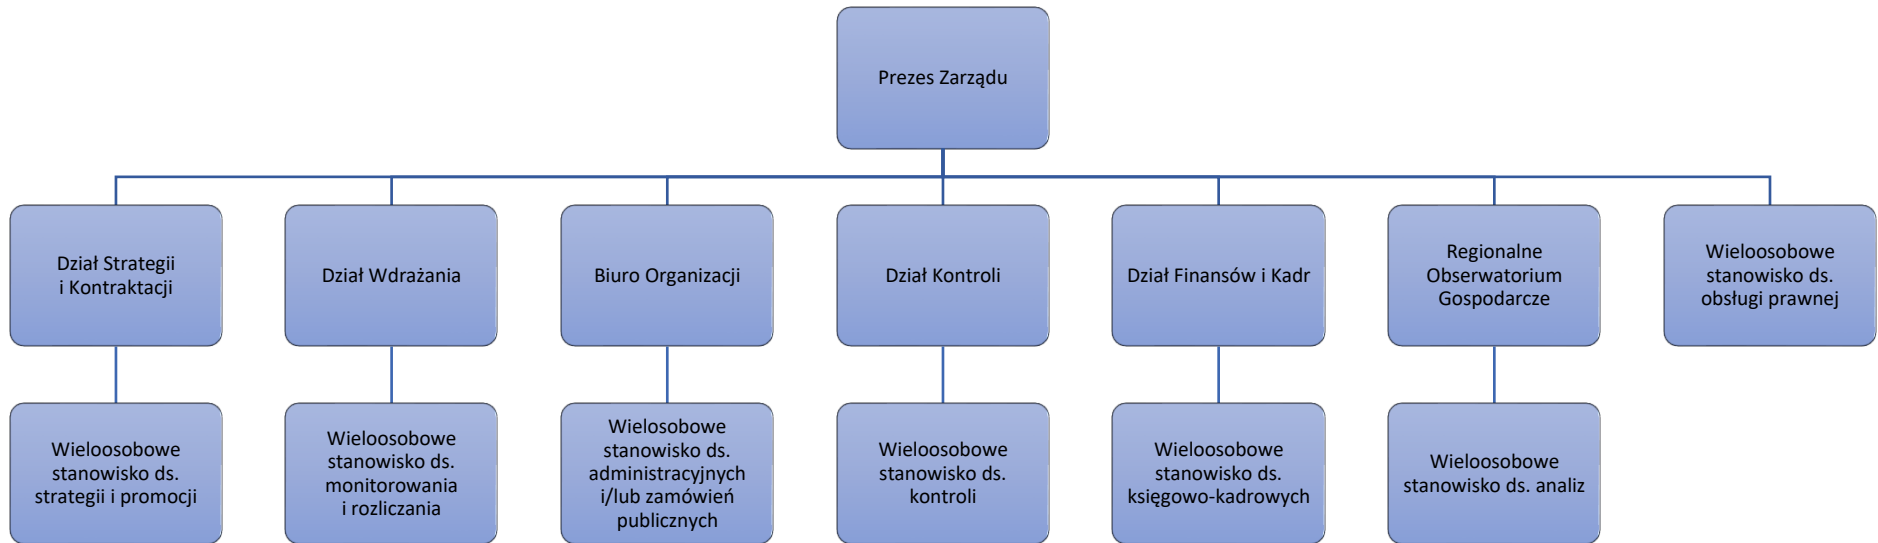 Prezes Zarządu
Dział Strategii
i Kontraktacji
Dział Wdrażania
Biuro Organizacji
Dział Kontroli
Dział Finansów i Kadr
Regionalne
Obserwatorium
Gospodarcze
Wieloosobowe
stanowisko ds.
obsługi prawnej
Wieloosobowe
stanowisko ds.
strategii i promocji
Wieloosobowe
stanowisko ds.
monitorowania
i rozliczania
Wielosobowe
stanowisko ds.
administracyjnych
i/lub zamówień
publicznych
Wieloosobowe
stanowisko ds.
kontroli
Wieloosobowe
stanowisko ds.
księgowo-kadrowych
Wieloosobowe
stanowisko ds. analiz